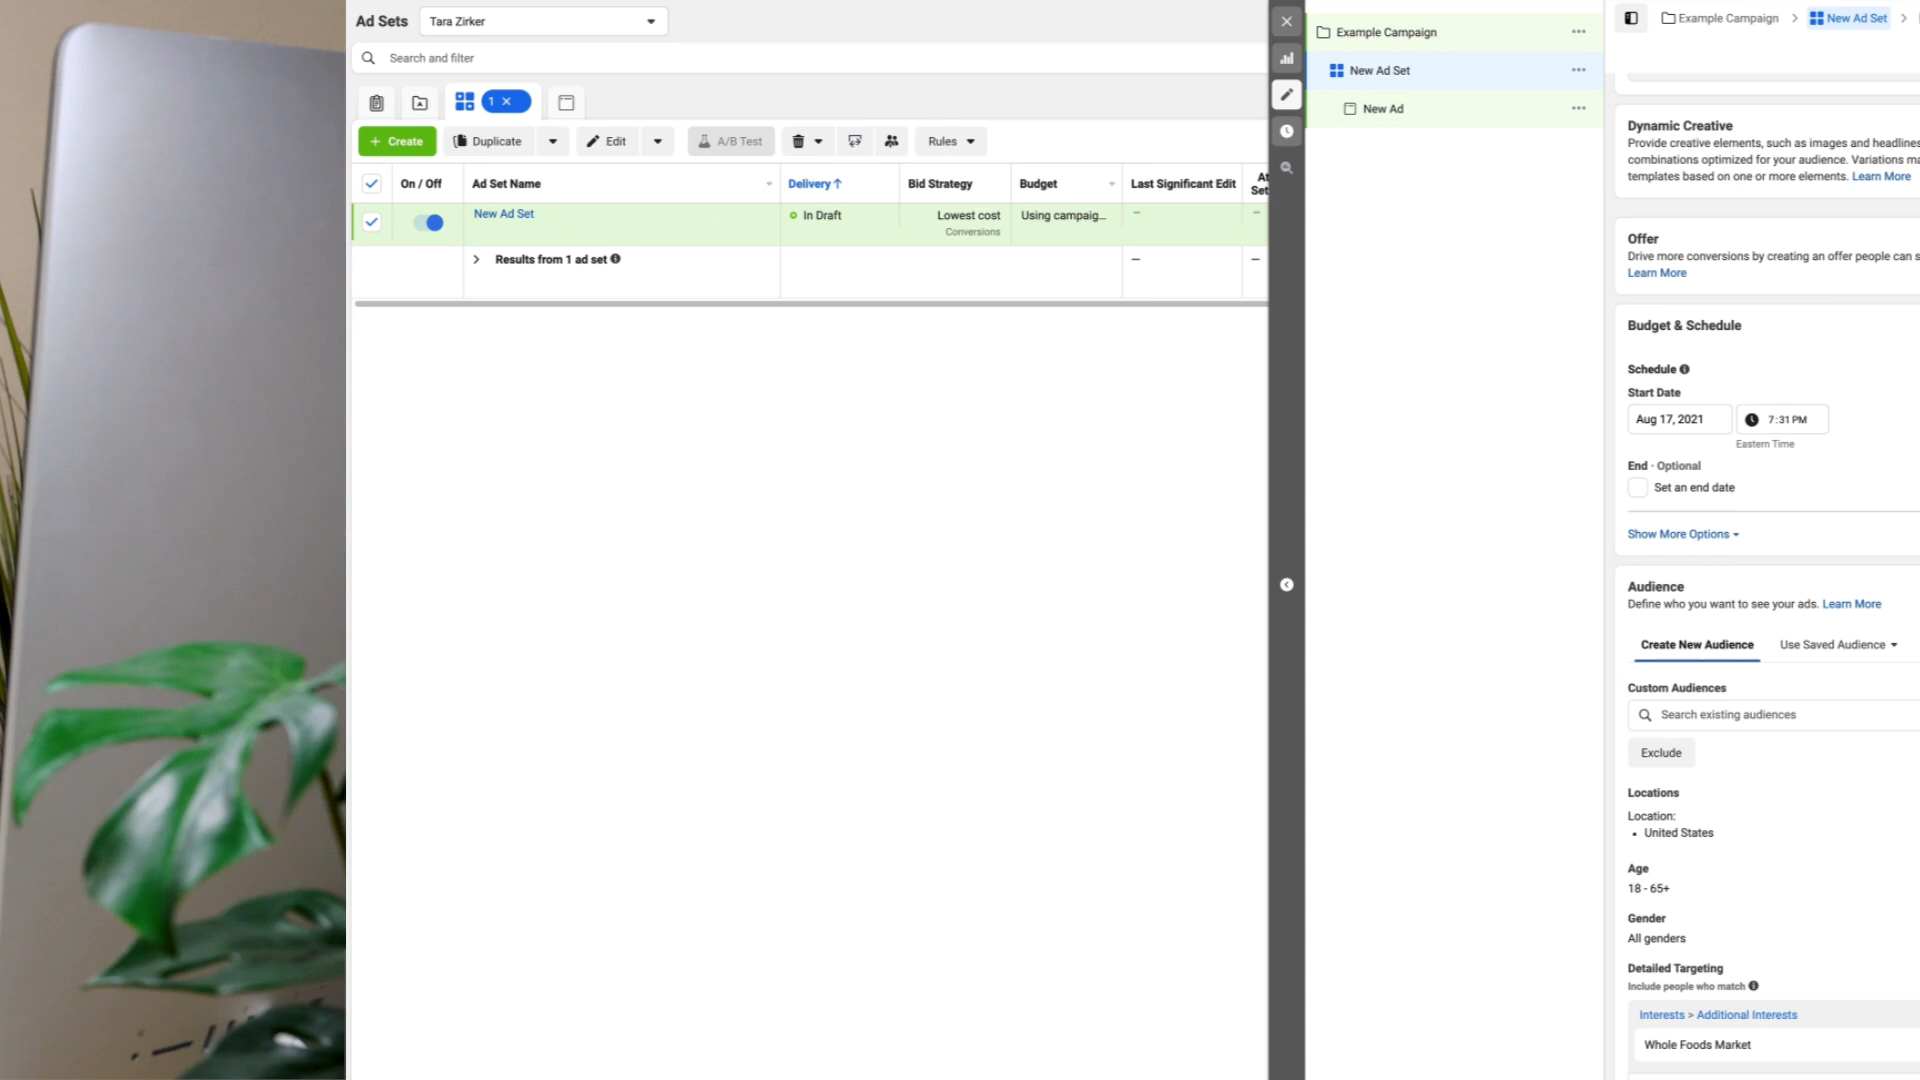 Ad Sets
Tara Zirker
Search and filter
1
Create
Duplicate
Edit
A/B Test
Rules
On / Off
Ad Set Name
Delivery
Bid Strategy
Budget
Last Significant Edit
At
Set
New Ad Set
In Draft
Lowest cost
Conversions
Using campaig...
–
–
Results from 1 ad set
–
–
Example Campaign
New Ad Set
New Ad
Example Campaign
New Ad Set
Dynamic Creative
Provide creative elements, such as images and headlines
combinations optimized for your audience. Variations ma
templates based on one or more elements. Learn More
Offer
Drive more conversions by creating an offer people can s
Learn More
Budget & Schedule
Schedule
Start Date
Aug 17, 2021
7:31 PM
Eastern Time
End · Optional
Set an end date
Show More Options
Audience
Define who you want to see your ads. Learn More
Create New Audience
Use Saved Audience
Custom Audiences
Search existing audiences
Exclude
Locations
Location:
• United States
Age
18 - 65+
Gender
All genders
Detailed Targeting
Include people who match
Interests > Additional Interests
Whole Foods Market